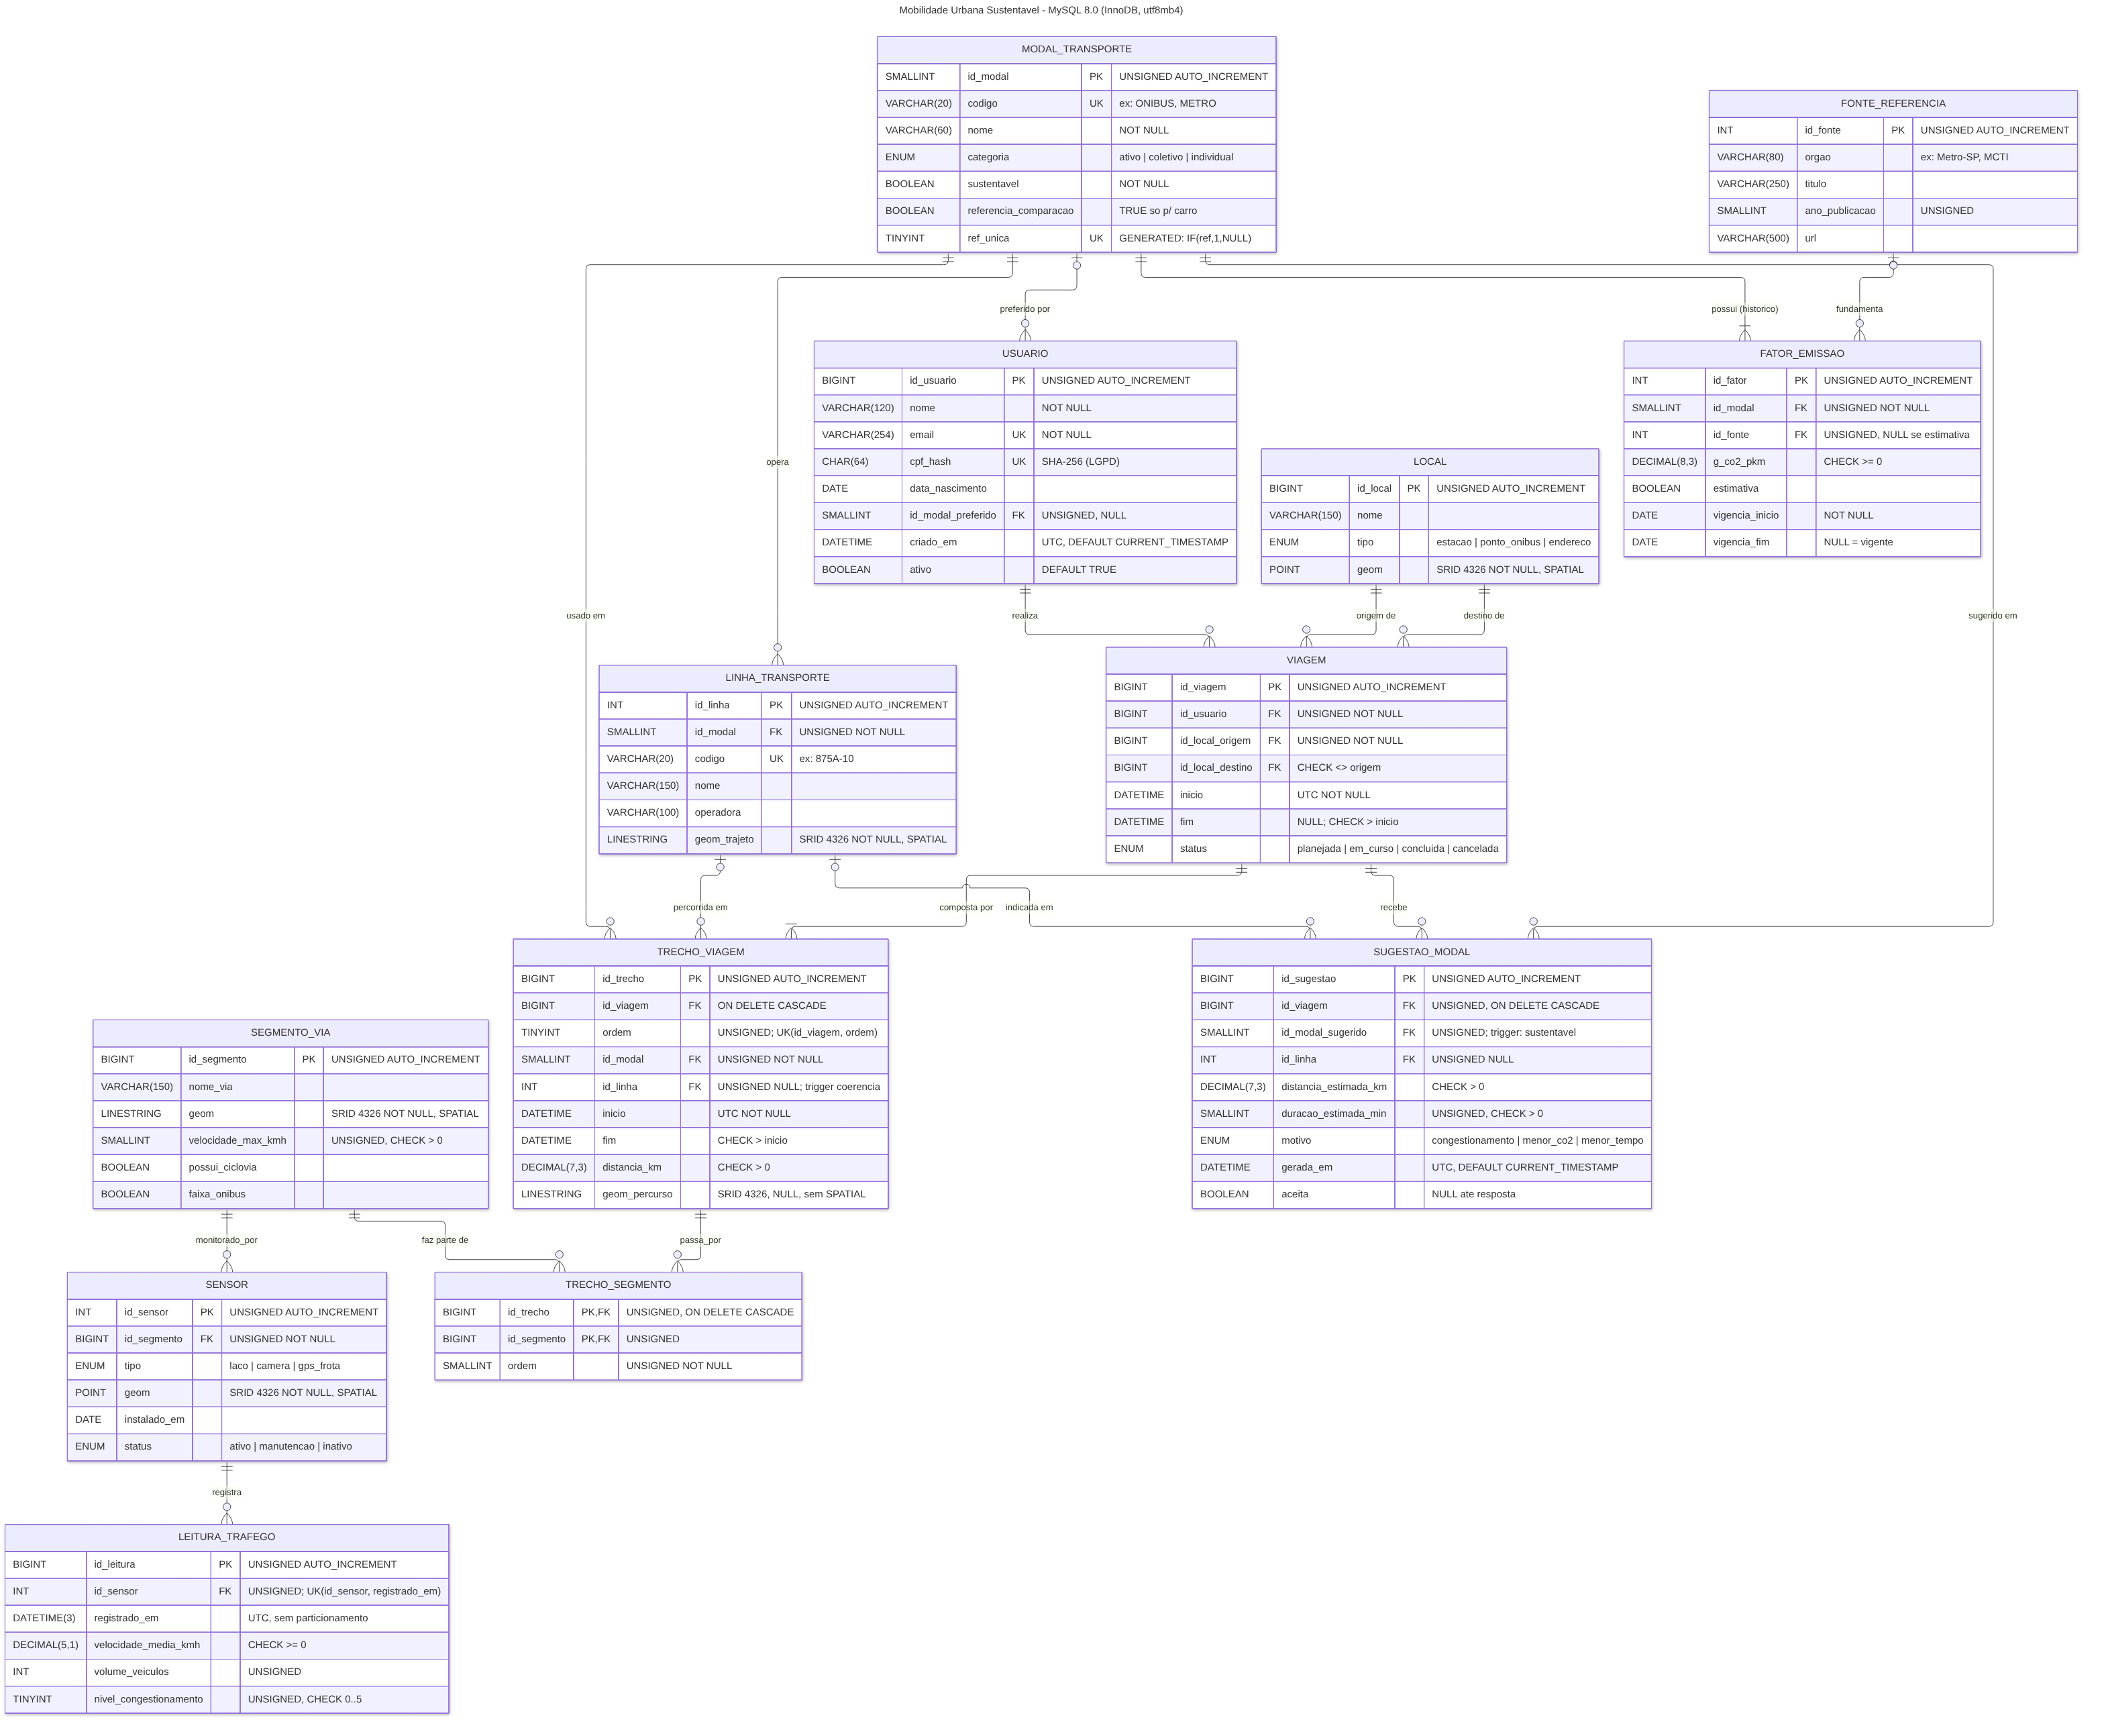 Mobilidade Urbana Sustentavel - MySQL 8.0 (InnoDB, utf8mb4)
MODAL_TRANSPORTE
SMALLINT id_modal PK UNSIGNED AUTO_INCREMENT
VARCHAR(20) codigo UK ex: ONIBUS, METRO
VARCHAR(60) nome NOT NULL
ENUM categoria ativo | coletivo | individual
BOOLEAN sustentavel NOT NULL
BOOLEAN referencia_comparacao TRUE so p/ carro
TINYINT ref_unica UK GENERATED: IF(ref,1,NULL)
FONTE_REFERENCIA
INT id_fonte PK UNSIGNED AUTO_INCREMENT
VARCHAR(80) orgao ex: Metro-SP, MCTI
VARCHAR(250) titulo
SMALLINT ano_publicacao UNSIGNED
VARCHAR(500) url
preferido por
possui (historico)
fundamenta
USUARIO
BIGINT id_usuario PK UNSIGNED AUTO_INCREMENT
VARCHAR(120) nome NOT NULL
VARCHAR(254) email UK NOT NULL
CHAR(64) cpf_hash UK SHA-256 (LGPD)
DATE data_nascimento
SMALLINT id_modal_preferido FK UNSIGNED, NULL
DATETIME criado_em UTC, DEFAULT CURRENT_TIMESTAMP
BOOLEAN ativo DEFAULT TRUE
FATOR_EMISSAO
INT id_fator PK UNSIGNED AUTO_INCREMENT
SMALLINT id_modal FK UNSIGNED NOT NULL
INT id_fonte FK UNSIGNED, NULL se estimativa
DECIMAL(8,3) g_co2_pkm CHECK >= 0
BOOLEAN estimativa
DATE vigencia_inicio NOT NULL
DATE vigencia_fim NULL = vigente
opera
LOCAL
BIGINT id_local PK UNSIGNED AUTO_INCREMENT
VARCHAR(150) nome
ENUM tipo estacao | ponto_onibus | endereco
POINT geom SRID 4326 NOT NULL, SPATIAL
usado em
realiza
origem de
destino de
sugerido em
LINHA_TRANSPORTE
INT id_linha PK UNSIGNED AUTO_INCREMENT
SMALLINT id_modal FK UNSIGNED NOT NULL
VARCHAR(20) codigo UK ex: 875A-10
VARCHAR(150) nome
VARCHAR(100) operadora
LINESTRING geom_trajeto SRID 4326 NOT NULL, SPATIAL
VIAGEM
BIGINT id_viagem PK UNSIGNED AUTO_INCREMENT
BIGINT id_usuario FK UNSIGNED NOT NULL
BIGINT id_local_origem FK UNSIGNED NOT NULL
BIGINT id_local_destino FK CHECK <> origem
DATETIME inicio UTC NOT NULL
DATETIME fim NULL; CHECK > inicio
ENUM status planejada | em_curso | concluida | cancelada
percorrida em
composta por
indicada em
recebe
TRECHO_VIAGEM
BIGINT id_trecho PK UNSIGNED AUTO_INCREMENT
BIGINT id_viagem FK ON DELETE CASCADE
TINYINT ordem UNSIGNED; UK(id_viagem, ordem)
SMALLINT id_modal FK UNSIGNED NOT NULL
INT id_linha FK UNSIGNED NULL; trigger coerencia
DATETIME inicio UTC NOT NULL
DATETIME fim CHECK > inicio
DECIMAL(7,3) distancia_km CHECK > 0
LINESTRING geom_percurso SRID 4326, NULL, sem SPATIAL
SUGESTAO_MODAL
BIGINT id_sugestao PK UNSIGNED AUTO_INCREMENT
BIGINT id_viagem FK UNSIGNED, ON DELETE CASCADE
SMALLINT id_modal_sugerido FK UNSIGNED; trigger: sustentavel
INT id_linha FK UNSIGNED NULL
DECIMAL(7,3) distancia_estimada_km CHECK > 0
SMALLINT duracao_estimada_min UNSIGNED, CHECK > 0
ENUM motivo congestionamento | menor_co2 | menor_tempo
DATETIME gerada_em UTC, DEFAULT CURRENT_TIMESTAMP
BOOLEAN aceita NULL ate resposta
SEGMENTO_VIA
BIGINT id_segmento PK UNSIGNED AUTO_INCREMENT
VARCHAR(150) nome_via
LINESTRING geom SRID 4326 NOT NULL, SPATIAL
SMALLINT velocidade_max_kmh UNSIGNED, CHECK > 0
BOOLEAN possui_ciclovia
BOOLEAN faixa_onibus
monitorado_por
faz parte de
passa_por
SENSOR
INT id_sensor PK UNSIGNED AUTO_INCREMENT
BIGINT id_segmento FK UNSIGNED NOT NULL
ENUM tipo laco | camera | gps_frota
POINT geom SRID 4326 NOT NULL, SPATIAL
DATE instalado_em
ENUM status ativo | manutencao | inativo
TRECHO_SEGMENTO
BIGINT id_trecho PK,FK UNSIGNED, ON DELETE CASCADE
BIGINT id_segmento PK,FK UNSIGNED
SMALLINT ordem UNSIGNED NOT NULL
registra
LEITURA_TRAFEGO
BIGINT id_leitura PK UNSIGNED AUTO_INCREMENT
INT id_sensor FK UNSIGNED; UK(id_sensor, registrado_em)
DATETIME(3) registrado_em UTC, sem particionamento
DECIMAL(5,1) velocidade_media_kmh CHECK >= 0
INT volume_veiculos UNSIGNED
TINYINT nivel_congestionamento UNSIGNED, CHECK 0..5